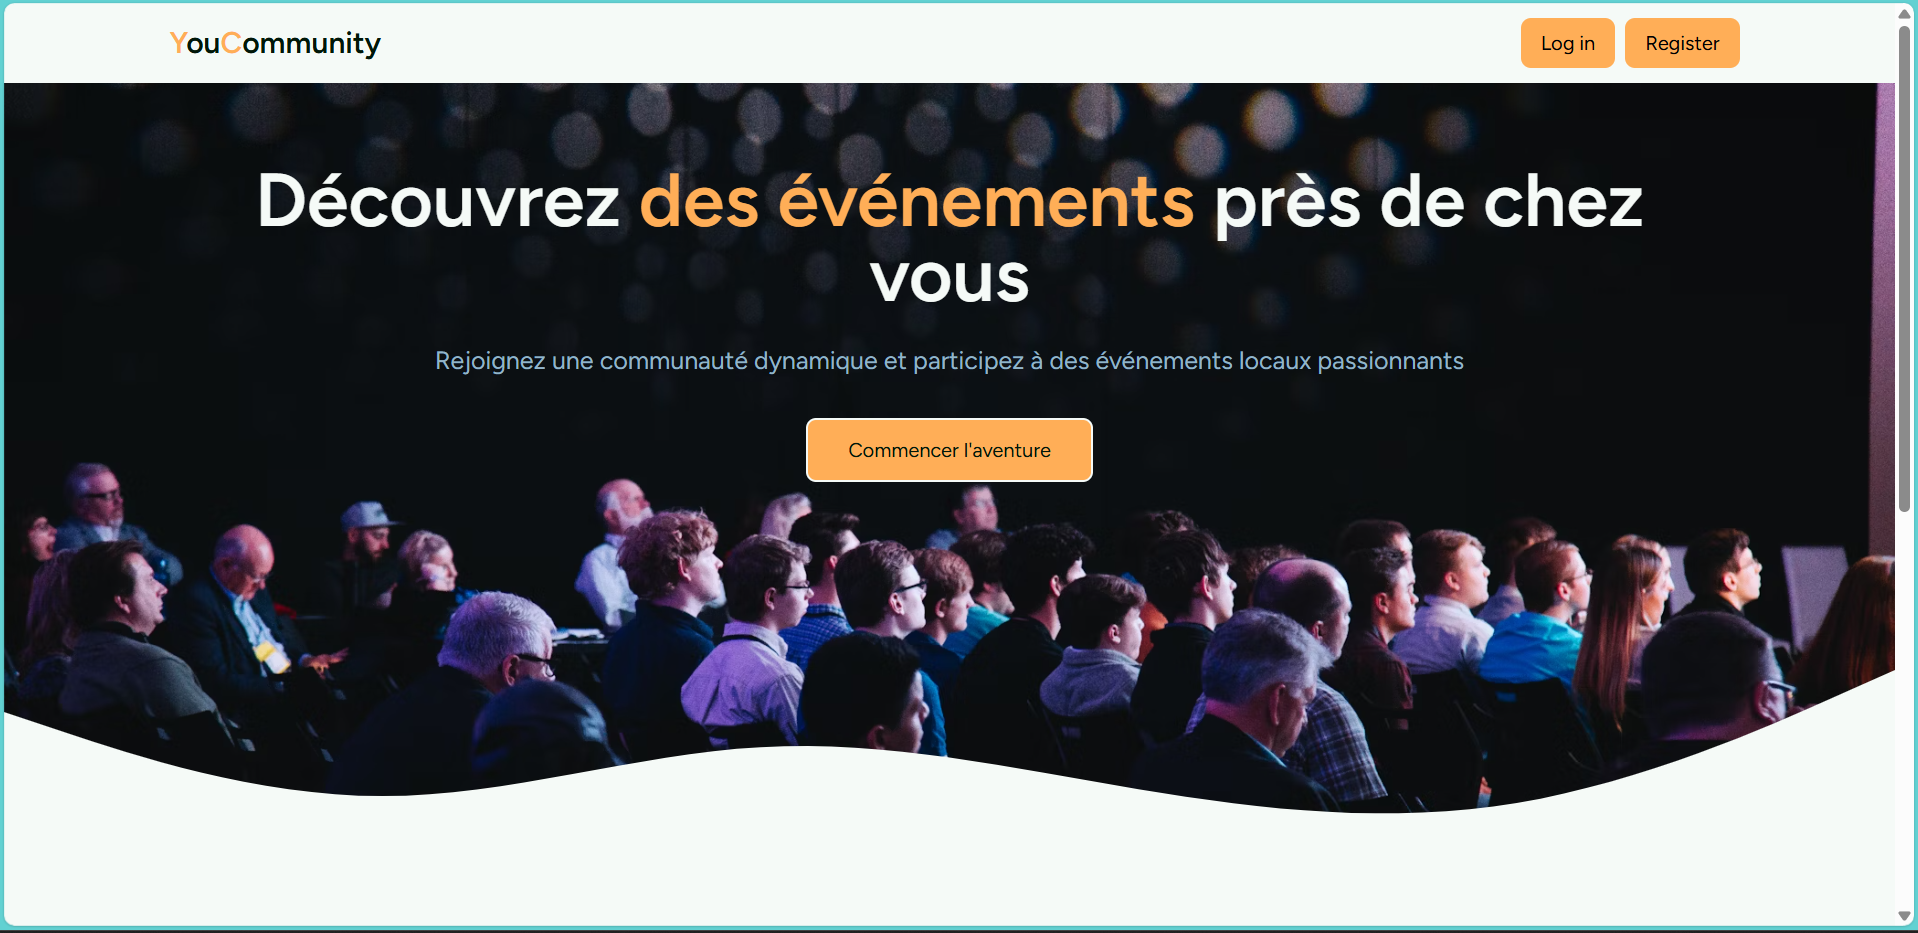 YouCommunity
Log in
Register
Découvrez des événements près de chez
vous
Rejoignez une communauté dynamique et participez à des événements locaux passionnants
Commencer l'aventure